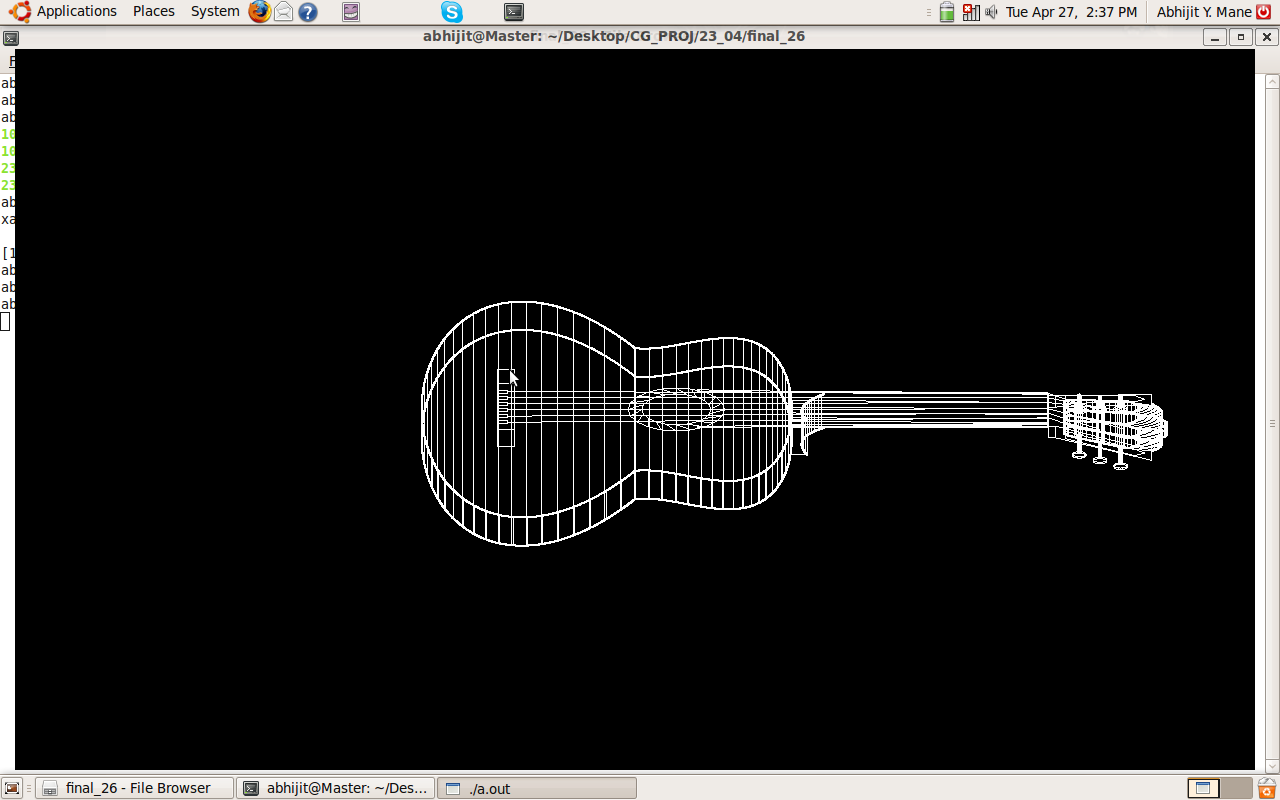 Applications Places System Tue Apr 27, 2:37 PM Abhijit Y. Mane
abhijit@Master: ~/Desktop/CG_PROJ/23_04/final_26
F
ab
ab
ab
10
10
23
23
ab
xa
[1
ab
ab
ab
final_26 - File Browser abhijit@Master: ~/Des... ./a.out